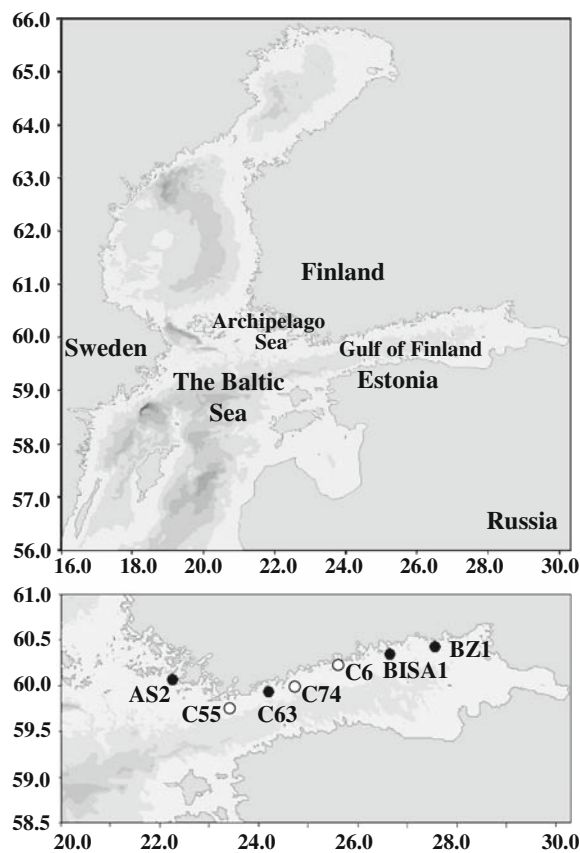 66.0
65.0
64.0
63.0
62.0
61.0
Finland
Archipelago
Sea
60.0
Sweden
Gulf of Finland
59.0
The Baltic
Sea
Estonia
58.0
57.0
Russia
56.0
16.0 18.0 20.0 22.0 24.0 26.0 28.0 30.0
61.0
60.5
BZ1
C6
BISA1
60.0
AS2
C74
C55
C63
59.5
59.0
58.5
20.0 22.0 24.0 26.0 28.0 30.0